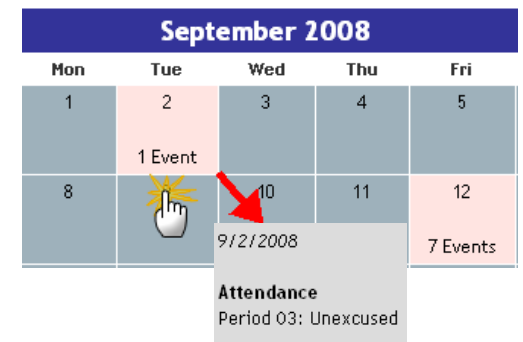 September 2008
Mon Tue Wed Thu Fri
1 2 3 4 5
1 Event
8 10 11 12
7 Events
9/2/2008
Attendance
Period 03: Unexcused